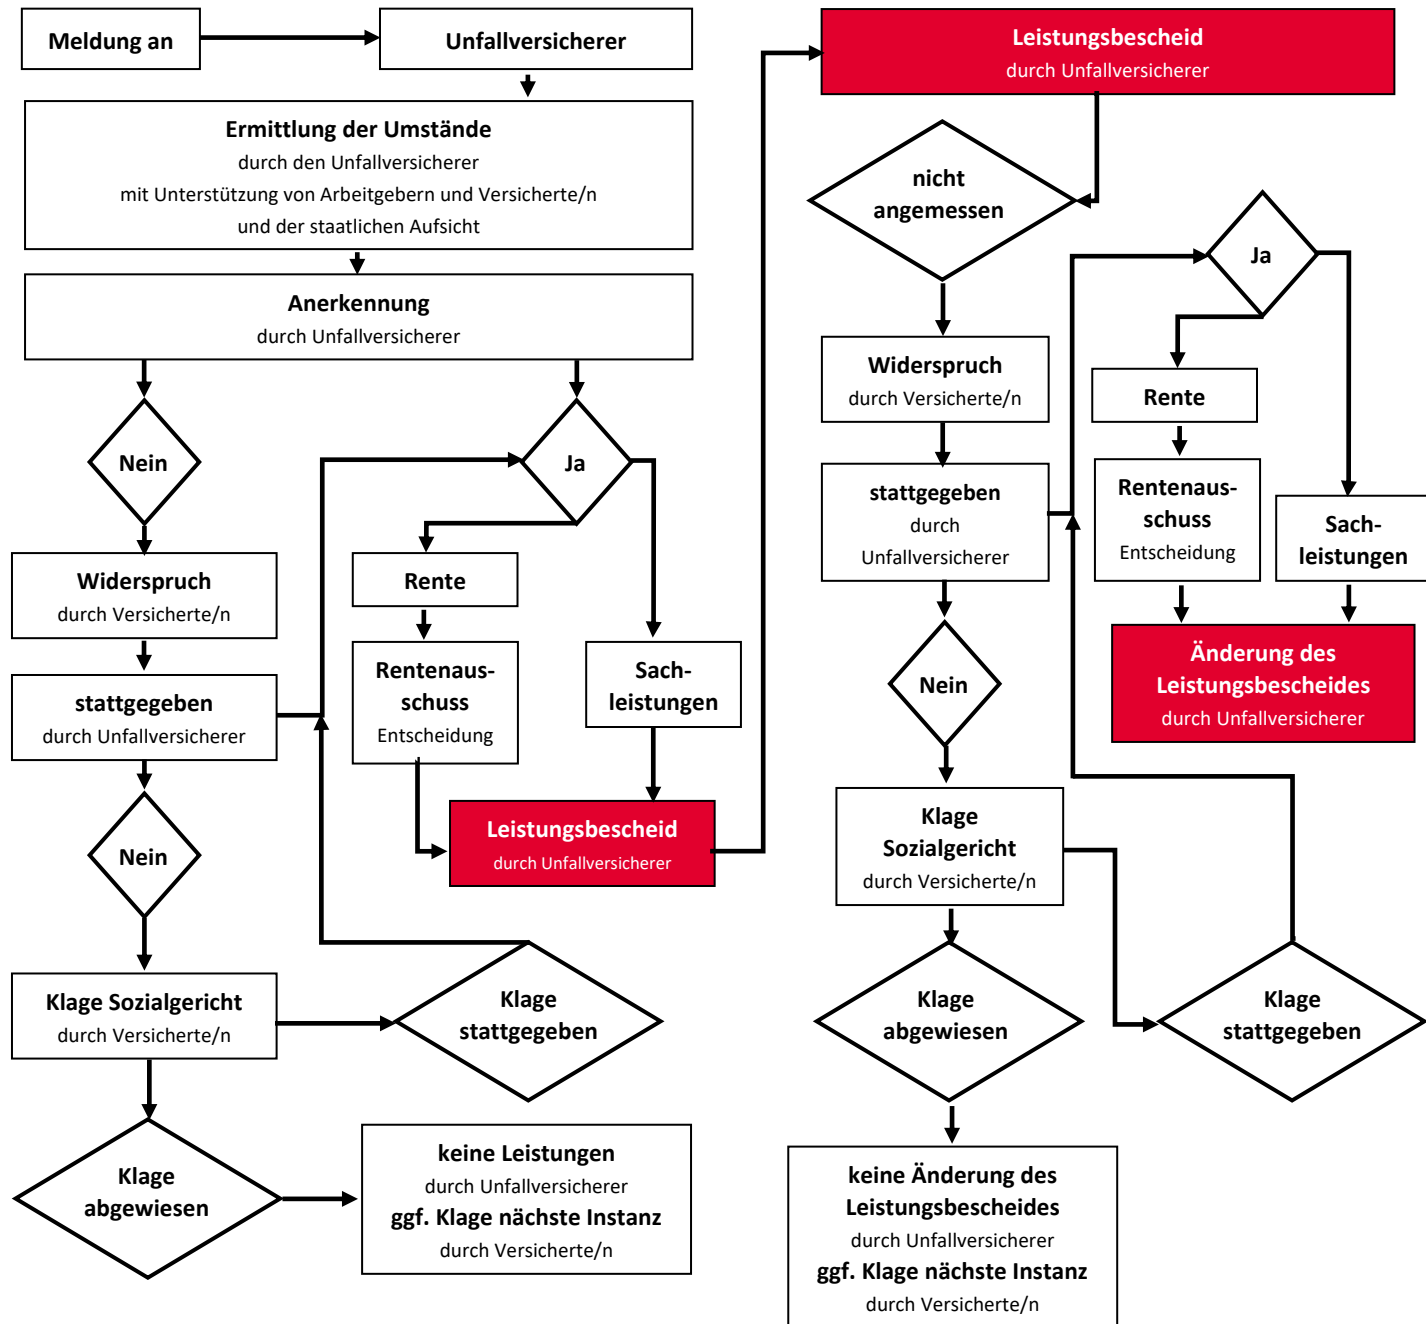 Meldung an
Unfallversicherer
Ermittlung der Umstände
durch den Unfallversicherer
mit Unterstützung von Arbeitgebern und Versicherte/n
und der staatlichen Aufsicht
Anerkennung
durch Unfallversicherer
Nein
Ja
Widerspruch
durch Versicherte/n
Rente
stattgegeben
durch Unfallversicherer
Rentenaus-
schuss
Entscheidung
Sach-
leistungen
Nein
Leistungsbescheid
durch Unfallversicherer
Klage Sozialgericht
durch Versicherte/n
Klage
stattgegeben
Klage
abgewiesen
keine Leistungen
durch Unfallversicherer
ggf. Klage nächste Instanz
durch Versicherte/n
Leistungsbescheid
durch Unfallversicherer
nicht
angemessen
Ja
Widerspruch
durch Versicherte/n
Rente
stattgegeben
durch
Unfallversicherer
Rentenaus-
schuss
Entscheidung
Sach-
leistungen
Nein
Änderung des
Leistungsbescheides
durch Unfallversicherer
Klage
Sozialgericht
durch Versicherte/n
Klage
abgewiesen
Klage
stattgegeben
keine Änderung des
Leistungsbescheides
durch Unfallversicherer
ggf. Klage nächste Instanz
durch Versicherte/n